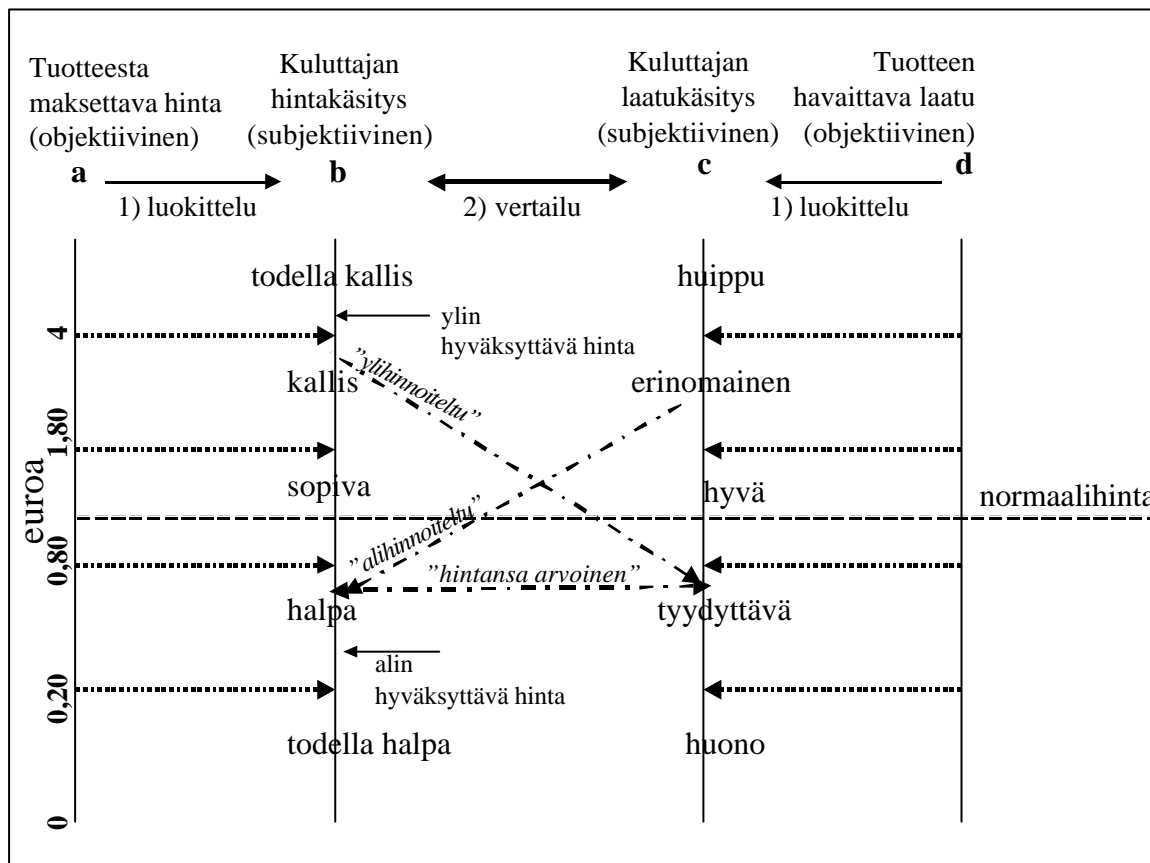 Tuotteesta
maksettava hinta
(objektiivinen)
a
Kuluttajan
hintakäsitys
(subjektiivinen)
b
Kuluttajan
laatukäsitys
(subjektiivinen)
c
Tuotteen
havaittava laatu
(objektiivinen)
d
1) luokittelu
2) vertailu
1) luokittelu
todella kallis
huippu
ylin
hyväksyttävä hinta
4
”ylihinnoiteltu”
kallis
erinomainen
1,80
sopiva
hyvä
euroa
normaalihinta
”alihinnoiteltu”
0,80
”hintansa arvoinen”
halpa
tyydyttävä
alin
hyväksyttävä hinta
0,20
todella halpa
huono
0